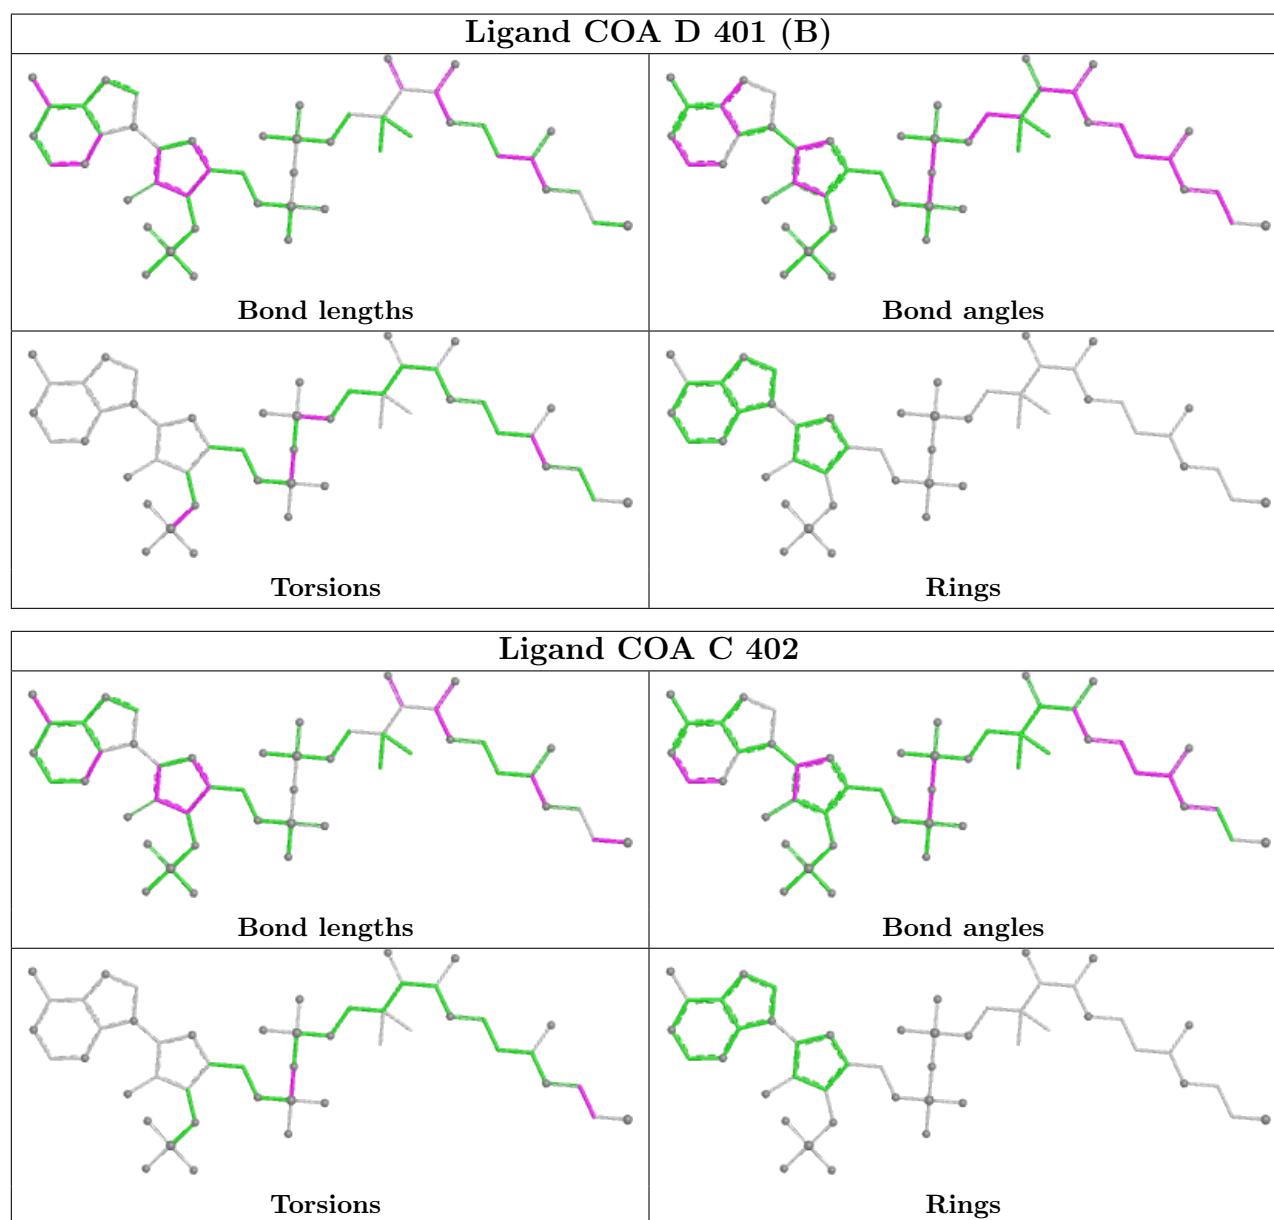 Ligand COA D 401 (B)
Bond lengths
Bond angles
Torsions
Rings
Ligand COA C 402
Bond lengths
Bond angles
Torsions
Rings